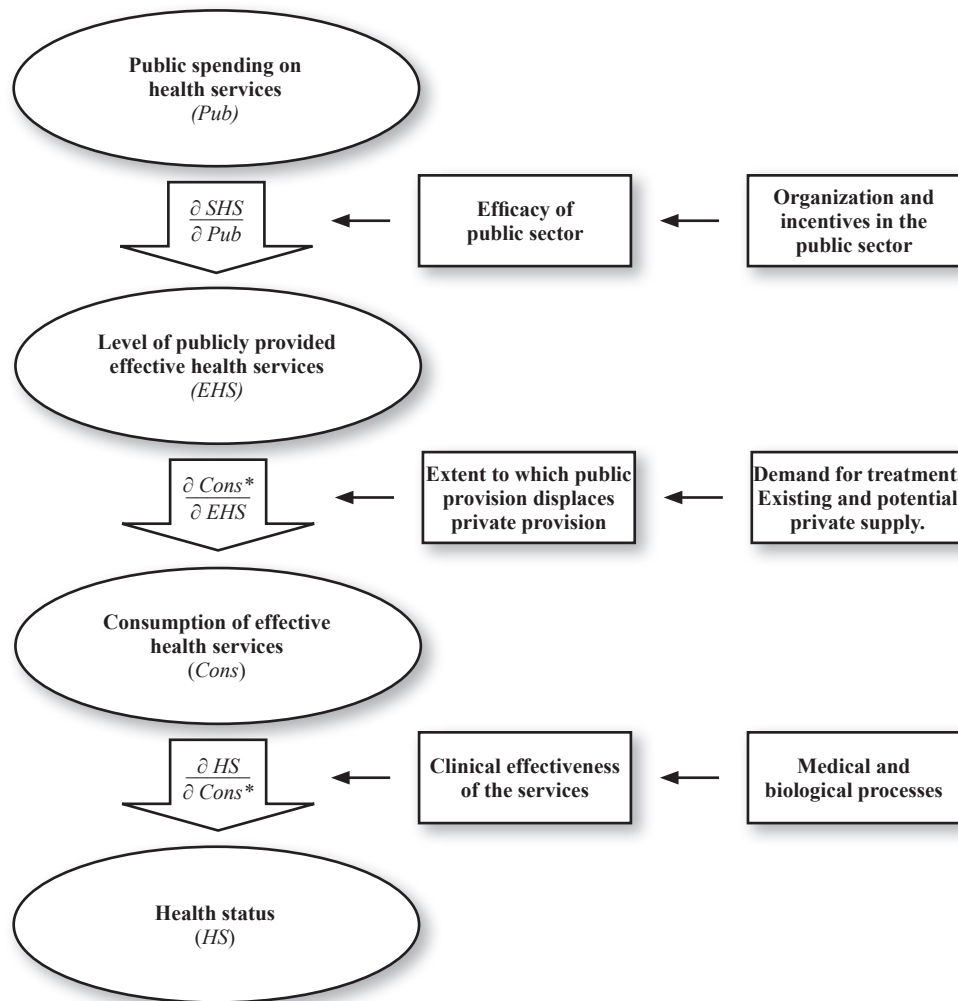 Public spending on
health services
(Pub)
∂ SHS
∂ Pub
Efficacy of
public sector
Organization and
incentives in the
public sector
Level of publicly provided
effective health services
(EHS)
∂ Cons*
∂ EHS
Extent to which public
provision displaces
private provision
Demand for treatment.
Existing and potential
private supply.
Consumption of effective
health services
(Cons)
∂ HS
∂ Cons*
Clinical effectiveness
of the services
Medical and
biological processes
Health status
(HS)